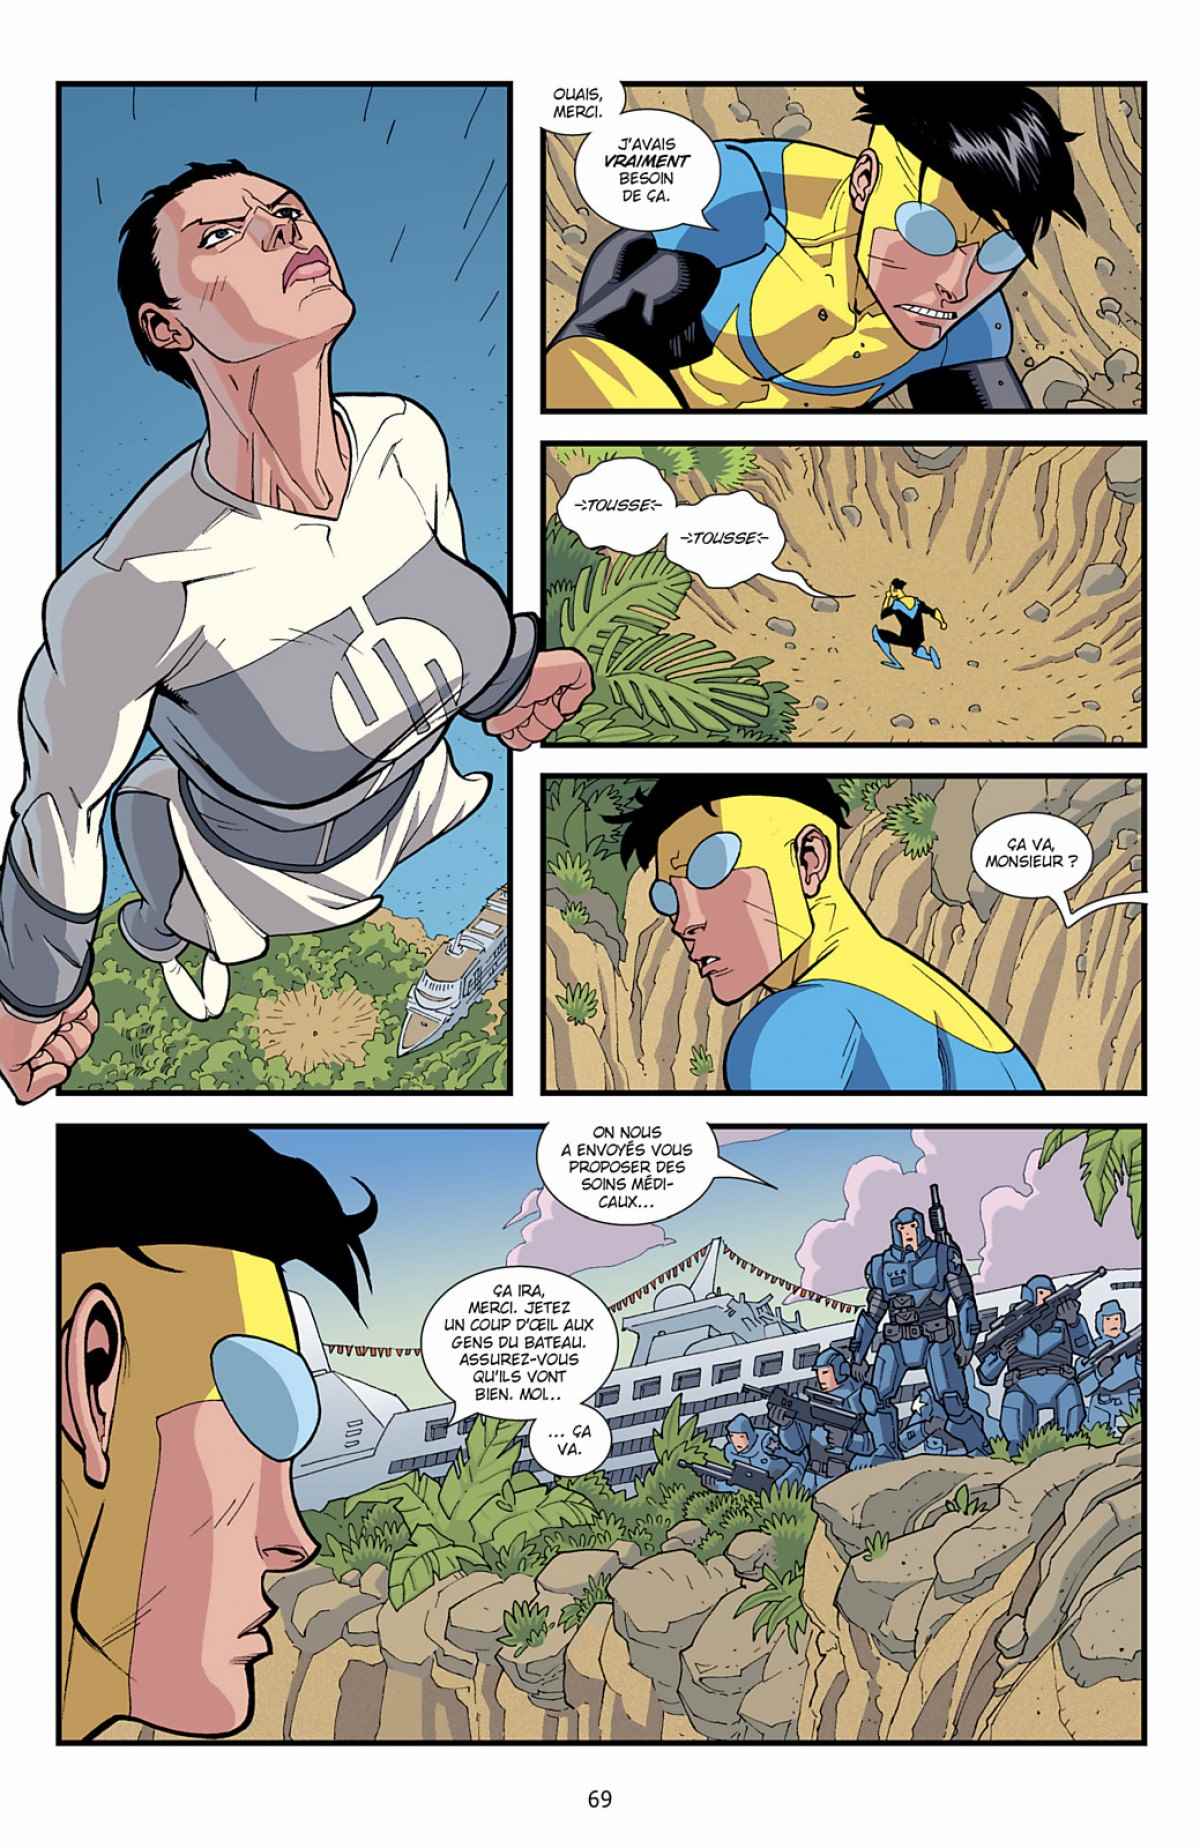 OUAIS,
MERCI.
J'AVAIS
VRAIMENT
BESOIN
DE ÇA.
-TOUSSE-
-TOUSSE-
ÇA VA,
MONSIEUR ?
ON NOUS
A ENVOYÉS VOUS
PROPOSER DES
SOINS MÉDI-
CAUX...
ÇA IRA,
MERCI. JETEZ
UN COUP D'ŒIL AUX
GENS DU BATEAU.
ASSUREZ-VOUS
QU'ILS VONT
BIEN. MOI...
... ÇA
VA.
USA
69